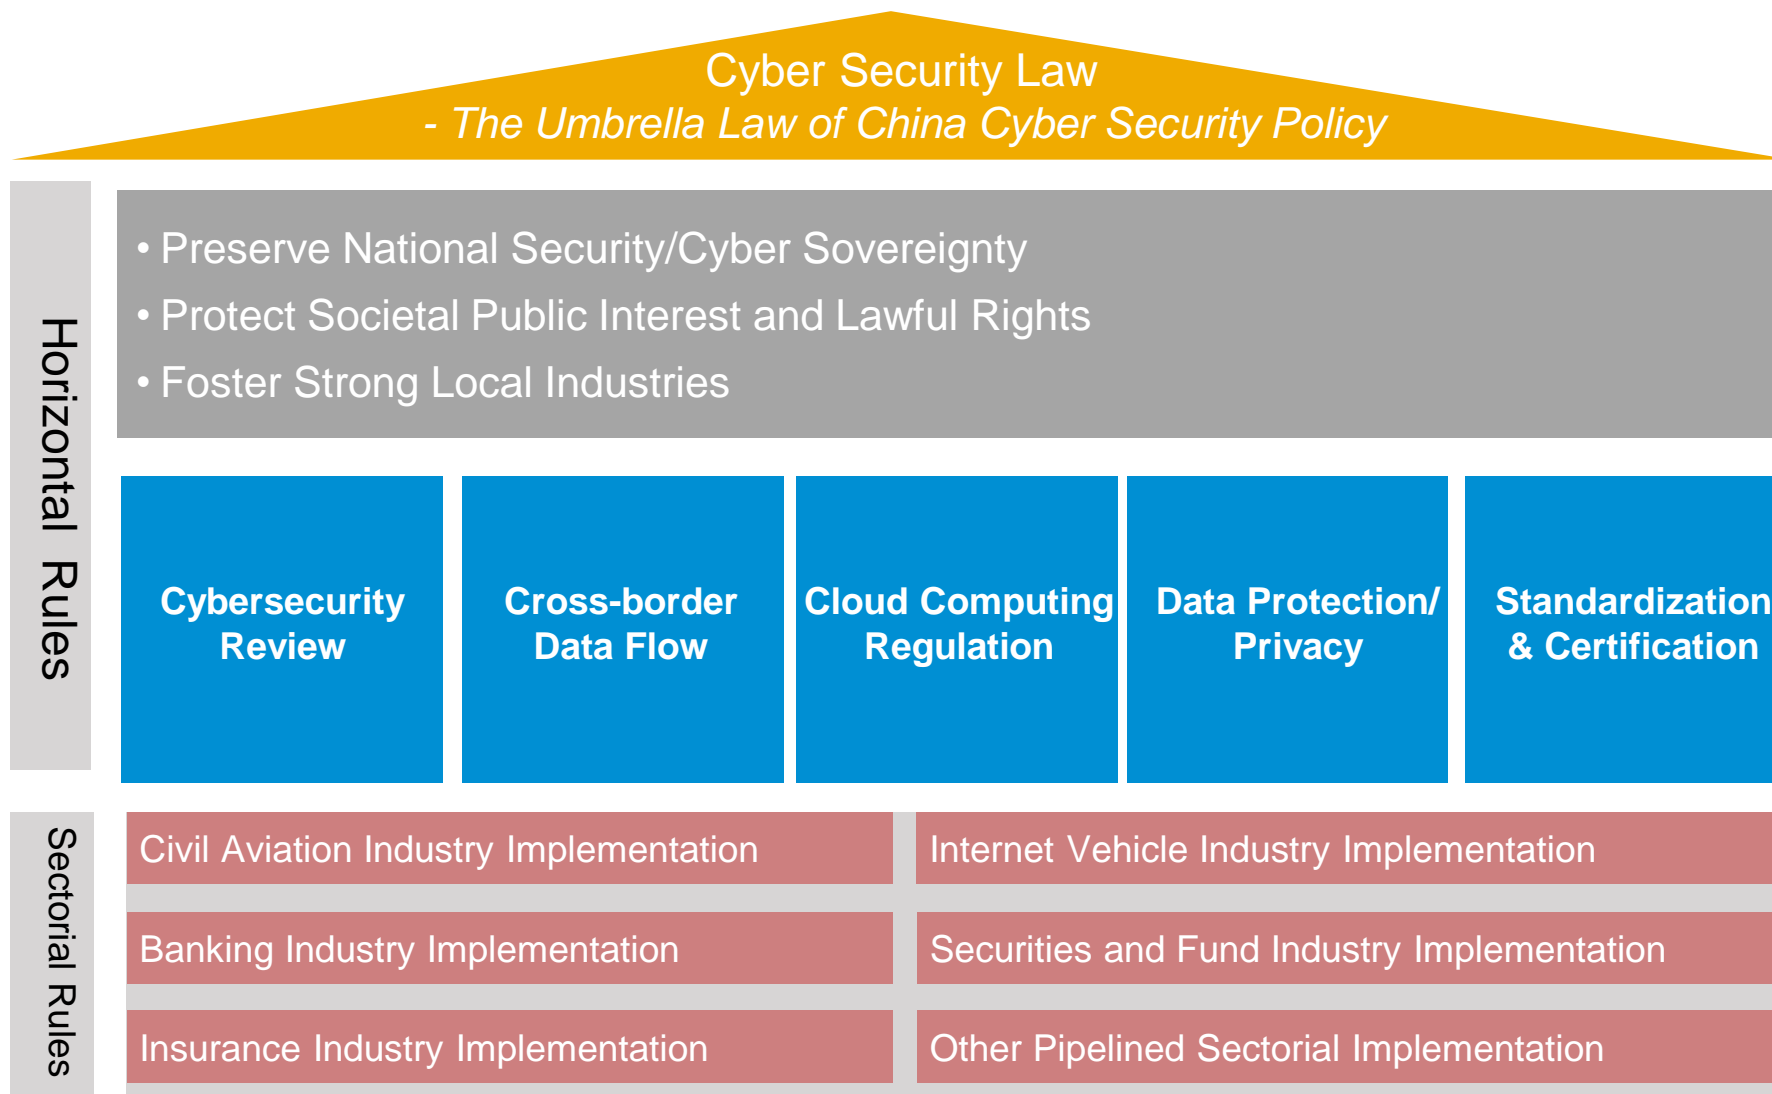 Cyber Security Law
- The Umbrella Law of China Cyber Security Policy
Horizontal Rules
• Preserve National Security/Cyber Sovereignty
• Protect Societal Public Interest and Lawful Rights
• Foster Strong Local Industries
Cybersecurity
Review
Cross-border
Data Flow
Cloud Computing
Regulation
Data Protection/
Privacy
Standardization
& Certification
Sectorial Rules
Civil Aviation Industry Implementation
Internet Vehicle Industry Implementation
Banking Industry Implementation
Securities and Fund Industry Implementation
Insurance Industry Implementation
Other Pipelined Sectorial Implementation